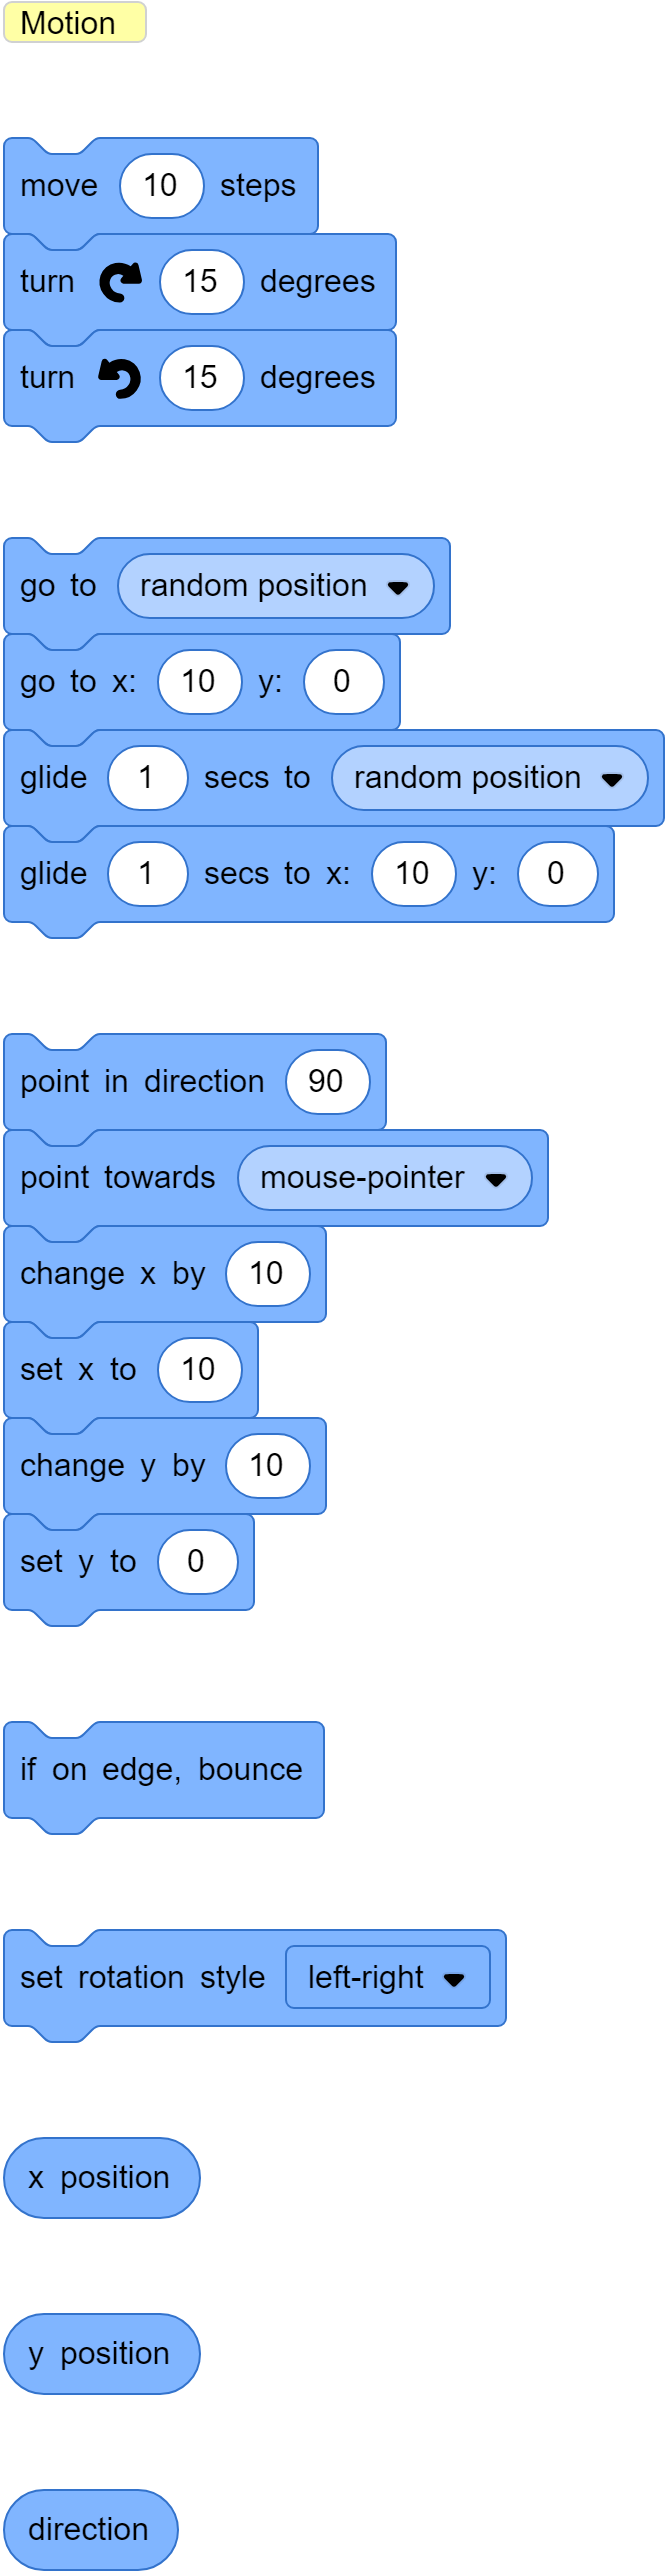 Motion
move 10 steps
turn 15 degrees
turn 15 degrees
go to random position
go to x: 10 y: 0
glide 1 secs to random position
glide 1 secs to x: 10 y: 0
point in direction 90
point towards mouse-pointer
change x by 10
set x to 10
change y by 10
set y to 0
if on edge, bounce
set rotation style left-right
x position
y position
direction